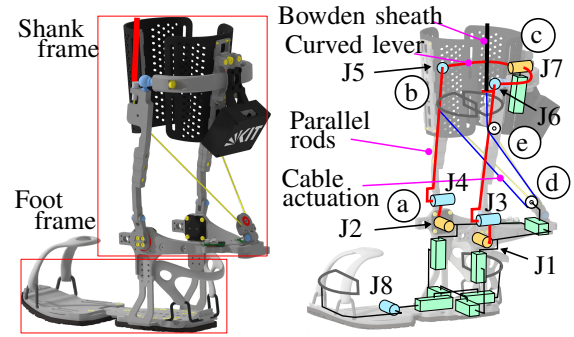 Shank
frame
Foot
frame
KIT
Bowden sheath
Curved lever
J5
c
J7
b
J6
Parallel
rods
e
Cable
actuation
a
J4
J3
d
J2
J1
J8